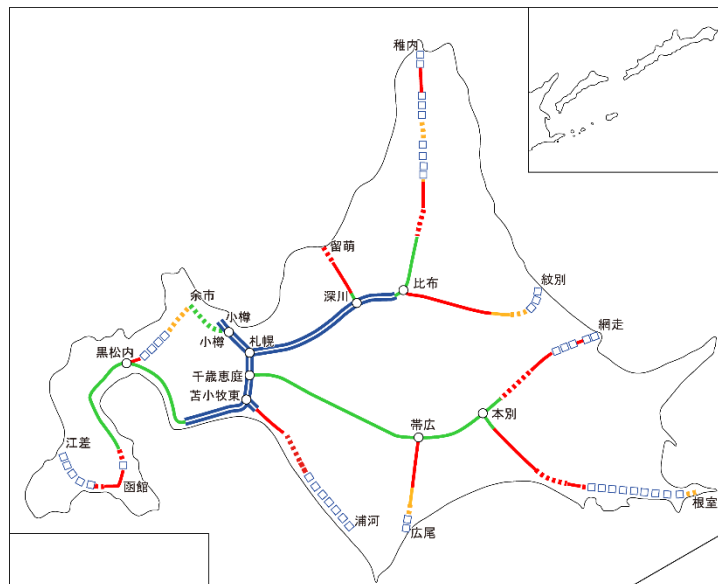 稚内
留萌
紋別
比布
深川
余市
小樽
網走
小樽
札幌
黒松内
千歳恵庭
苫小牧東
本別
帯広
江差
函館
根室
浦河
広尾